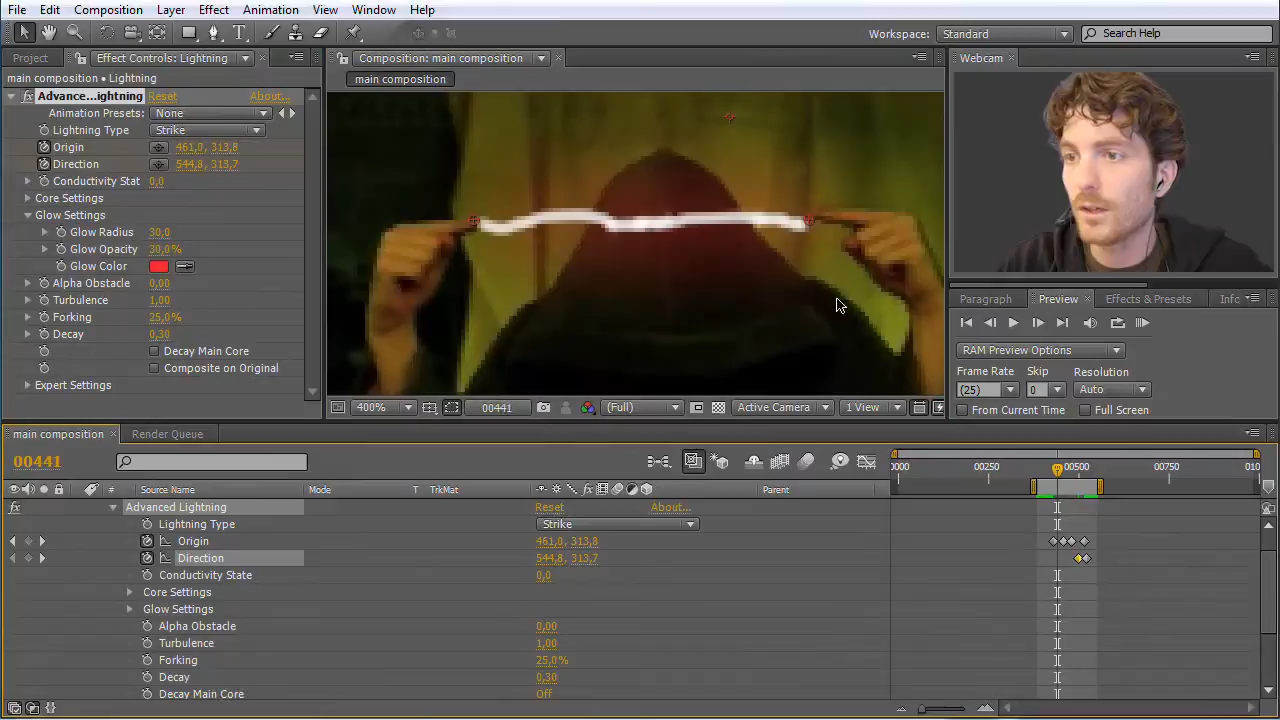 File Edit Composition Layer Effect Animation View Window Help
Workspace: Standard Search Help
Project Effect Controls: Lightning Composition: main composition Webcam
main composition • Lightning main composition
Advance...ightning Reset About...
Animation Presets: None
Lightning Type Strike
Origin 461,0, 313,8
Direction 544,8, 313,7
Conductivity Stat 0,0
Core Settings
Glow Settings
Glow Radius 30,0
Glow Opacity 30,0%
Glow Color
Alpha Obstacle 0,00
Turbulence 1,00
Forking 25,0%
Decay 0,30
Decay Main Core
Composite on Original
Expert Settings
400% 00441 (Full) Active Camera 1 View
Paragraph Preview Effects & Presets Info
RAM Preview Options
Frame Rate Skip Resolution
(25) 0 Auto
From Current Time Full Screen
main composition Render Queue
00441 0000 00250 00500 00750 010
# Source Name Mode T TrkMat fx Parent
fx Advanced Lightning Reset About...
Lightning Type Strike
Origin 461,0, 313,8
Direction 544,8, 313,7
Conductivity State 0,0
Core Settings
Glow Settings
Alpha Obstacle 0,00
Turbulence 1,00
Forking 25,0%
Decay 0,30
Decay Main Core Off